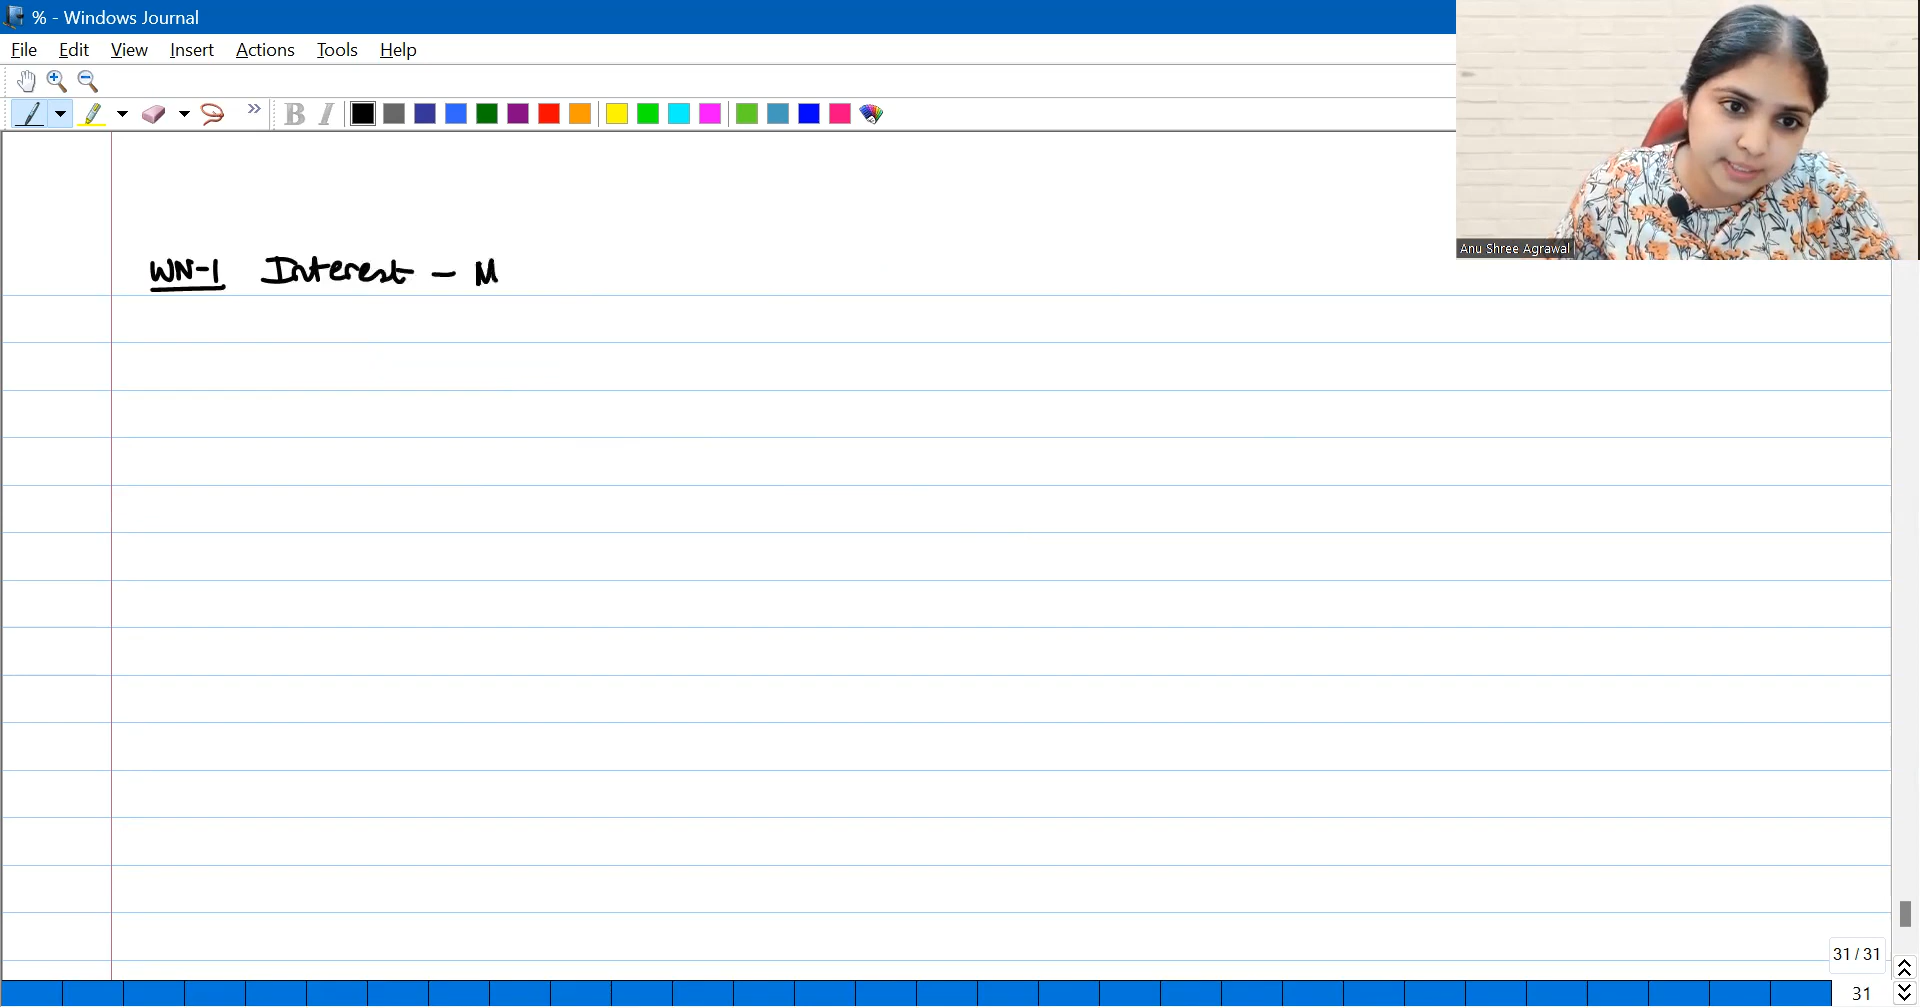 % - Windows Journal
File Edit View Insert Actions Tools Help
B I
Anu Shree Agrawal
WN-1 Interest - M
31 / 31
31